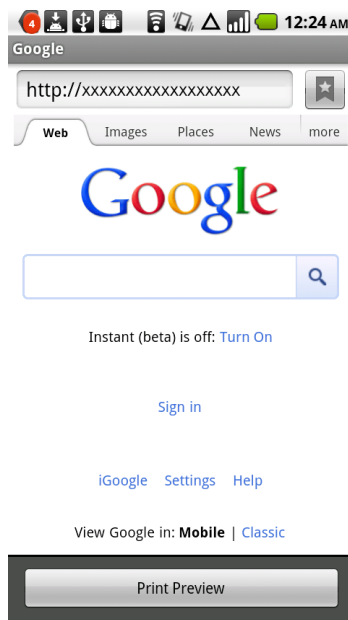 4 12:24 AM
Google
http://xxxxxxxxxxxxxxxxxx
Web Images Places News more
Google
Instant (beta) is off: Turn On
Sign in
iGoogle Settings Help
View Google in: Mobile | Classic
Print Preview